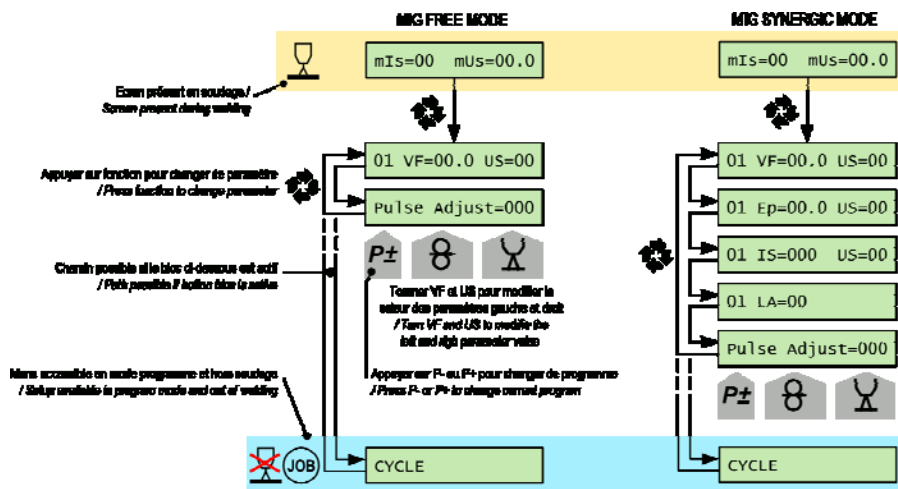 MIG FREE MODE
MIG SYNERGIC MODE
mIs=00 mUs=00.0
mIs=00 mUs=00.0
Ecran présent en soudage /
Screen present during welding
01 VF=00.0 US=00
01 VF=00.0 US=00
Appuyer sur fonction pour changer de paramètre
/ Press function to change parameter
Pulse Adjust=000
01 Ep=00.0 US=00
P±
01 IS=000 US=00
Chemin possible si le bloc ci-dessous est actif
/ Path possible if bottom bloc is active
Tourner VF et US pour modifier la
valeur des paramètres gauche et droit
/ Turn VF and US to modify the
left and right parameter value
01 LA=00
Pulse Adjust=000
Menu accessible en mode programme et hors soudage
/ Setup available in program mode and out of welding
Appuyer sur P- ou P+ pour changer de programme
/ Press P- or P+ to change current program
P±
JOB
CYCLE
CYCLE